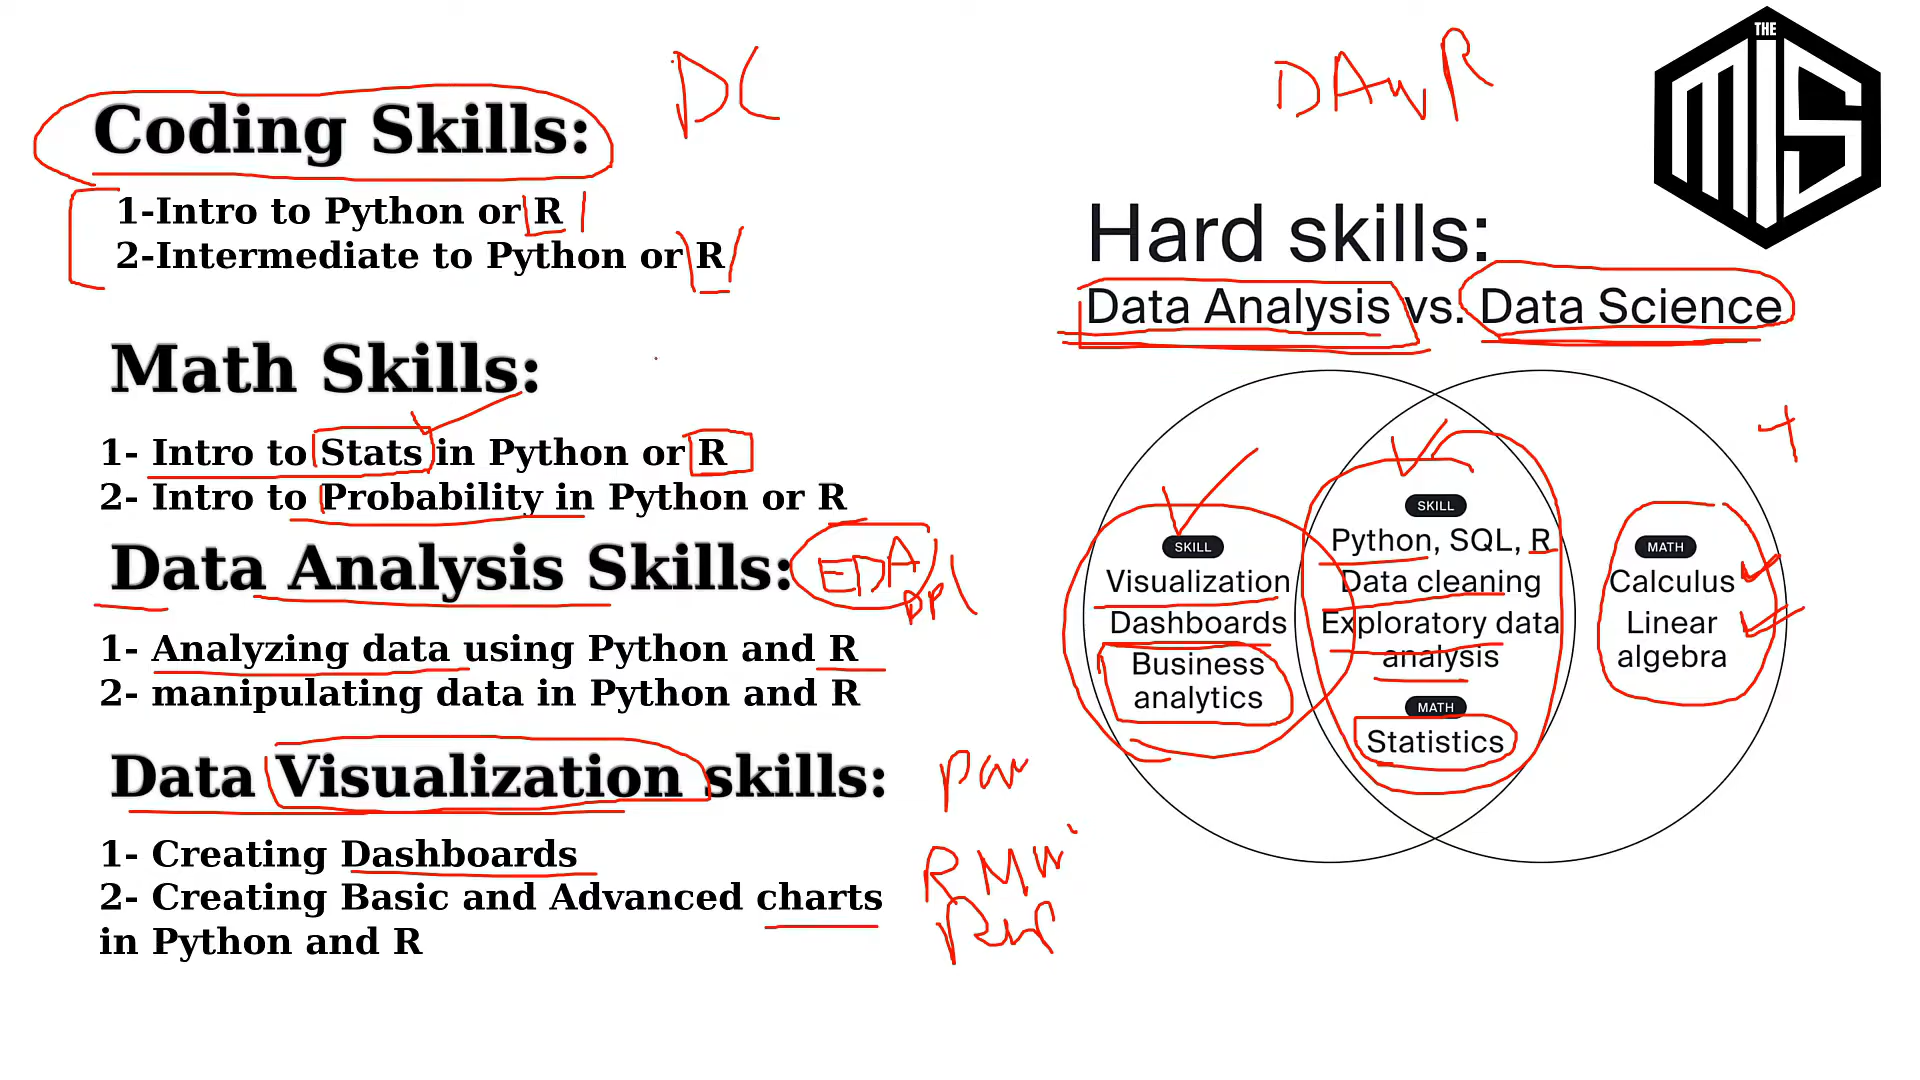 DC
Coding Skills:
1-Intro to Python or R
2-Intermediate to Python or R
Math Skills:
1- Intro to Stats in Python or R
2- Intro to Probability in Python or R
Data Analysis Skills:
EDA
1- Analyzing data using Python and R
2- manipulating data in Python and R
Data Visualization skills:
1- Creating Dashboards
2- Creating Basic and Advanced charts
in Python and R
DAwR
THE
MIS
Hard skills:
Data Analysis vs. Data Science
SKILL
Visualization
Dashboards
Business
analytics
SKILL
Python, SQL, R
Data cleaning
Exploratory data
analysis
MATH
Statistics
MATH
Calculus
Linear
algebra